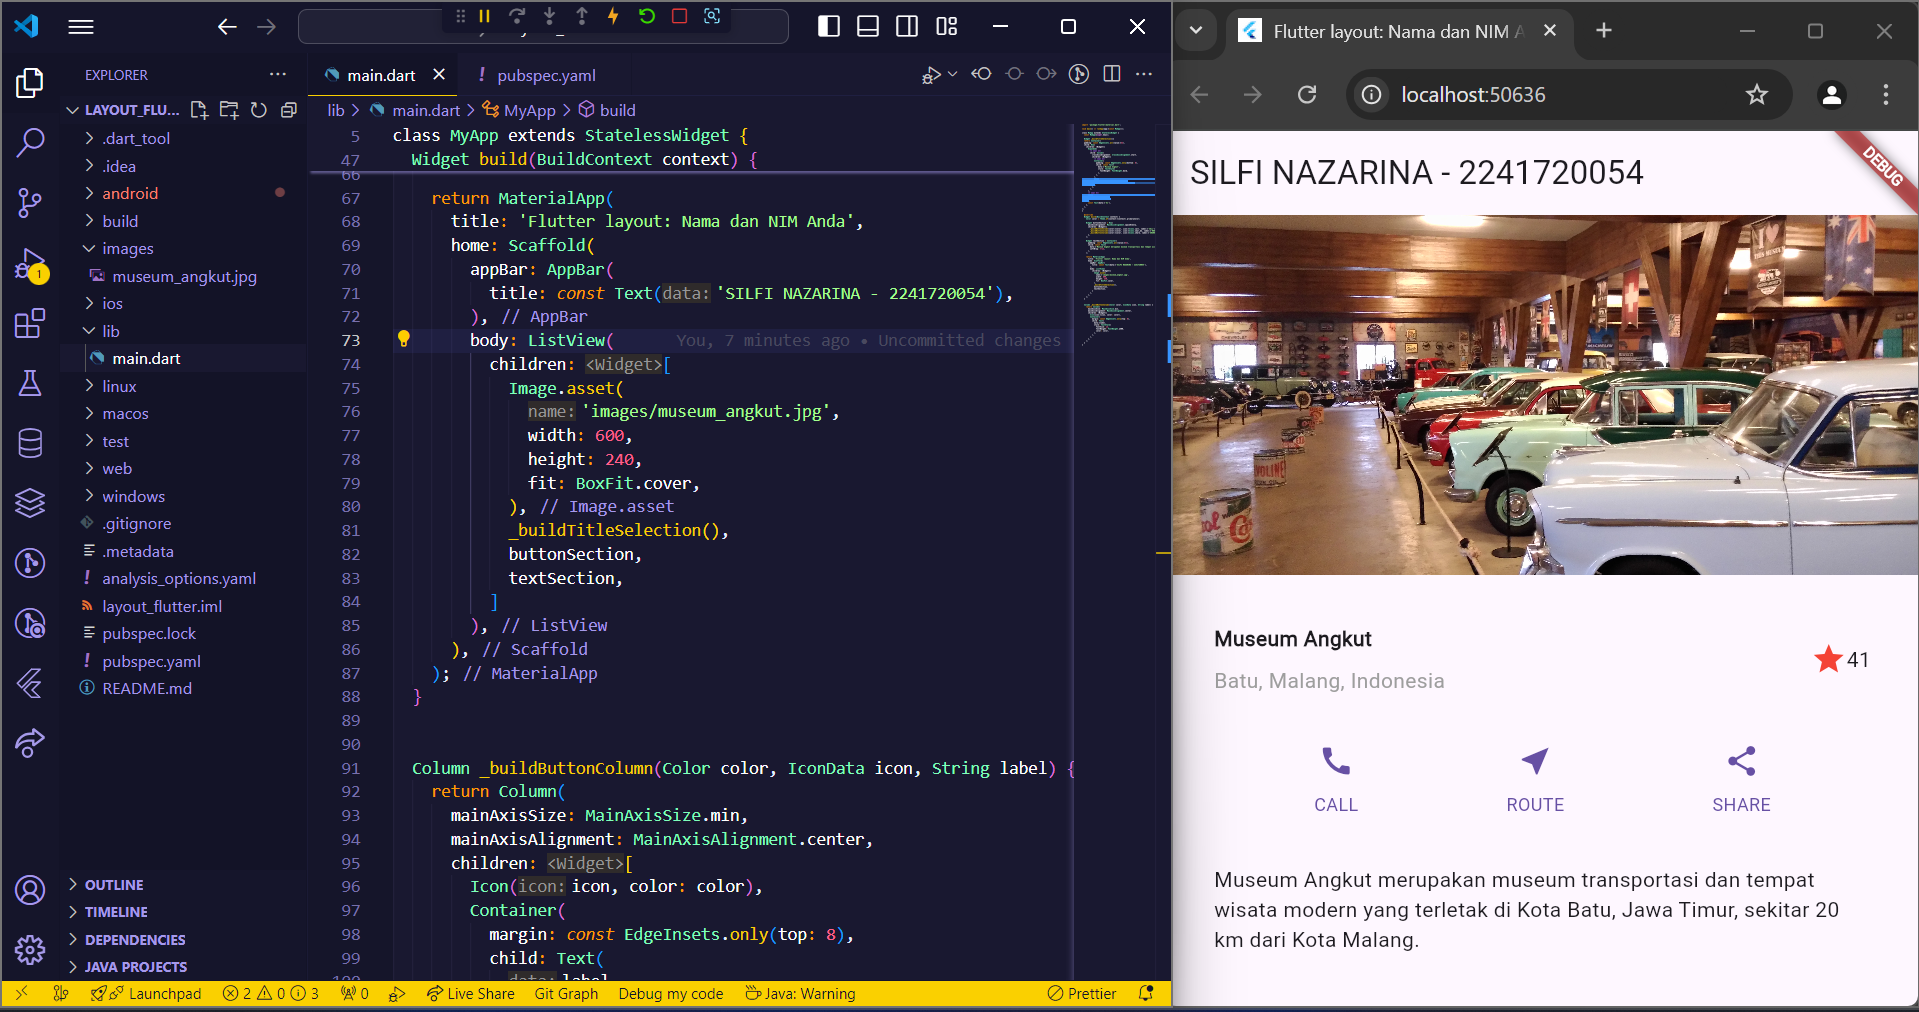 EXPLORER
LAYOUT_FLU...
.dart_tool
.idea
android
build
images
museum_angkut.jpg
ios
lib
main.dart
linux
macos
test
web
windows
.gitignore
.metadata
analysis_options.yaml
layout_flutter.iml
pubspec.lock
pubspec.yaml
README.md
OUTLINE
TIMELINE
DEPENDENCIES
JAVA PROJECTS
1
main.dart
pubspec.yaml
lib > main.dart > MyApp > build
5 class MyApp extends StatelessWidget {
47 Widget build(BuildContext context) {
66
67 return MaterialApp(
68 title: 'Flutter layout: Nama dan NIM Anda',
69 home: Scaffold(
70 appBar: AppBar(
71 title: const Text(data: 'SILFI NAZARINA - 2241720054'),
72 ), // AppBar
73 body: ListView( You, 7 minutes ago • Uncommitted changes
74 children: <Widget>[
75 Image.asset(
76 name: 'images/museum_angkut.jpg',
77 width: 600,
78 height: 240,
79 fit: BoxFit.cover,
80 ), // Image.asset
81 _buildTitleSelection(),
82 buttonSection,
83 textSection,
84 ]
85 ), // ListView
86 ), // Scaffold
87 ); // MaterialApp
88 }
89
90
91 Column _buildButtonColumn(Color color, IconData icon, String label) {
92 return Column(
93 mainAxisSize: MainAxisSize.min,
94 mainAxisAlignment: MainAxisAlignment.center,
95 children: <Widget>[
96 Icon(icon: icon, color: color),
97 Container(
98 margin: const EdgeInsets.only(top: 8),
99 child: Text(
100 data: label
Launchpad 2 0 3 0 Live Share Git Graph Debug my code Java: Warning Prettier
Flutter layout: Nama dan NIM A
localhost:50636
DEBUG
SILFI NAZARINA - 2241720054
Museum Angkut
41
Batu, Malang, Indonesia
CALL
ROUTE
SHARE
Museum Angkut merupakan museum transportasi dan tempat
wisata modern yang terletak di Kota Batu, Jawa Timur, sekitar 20
km dari Kota Malang.